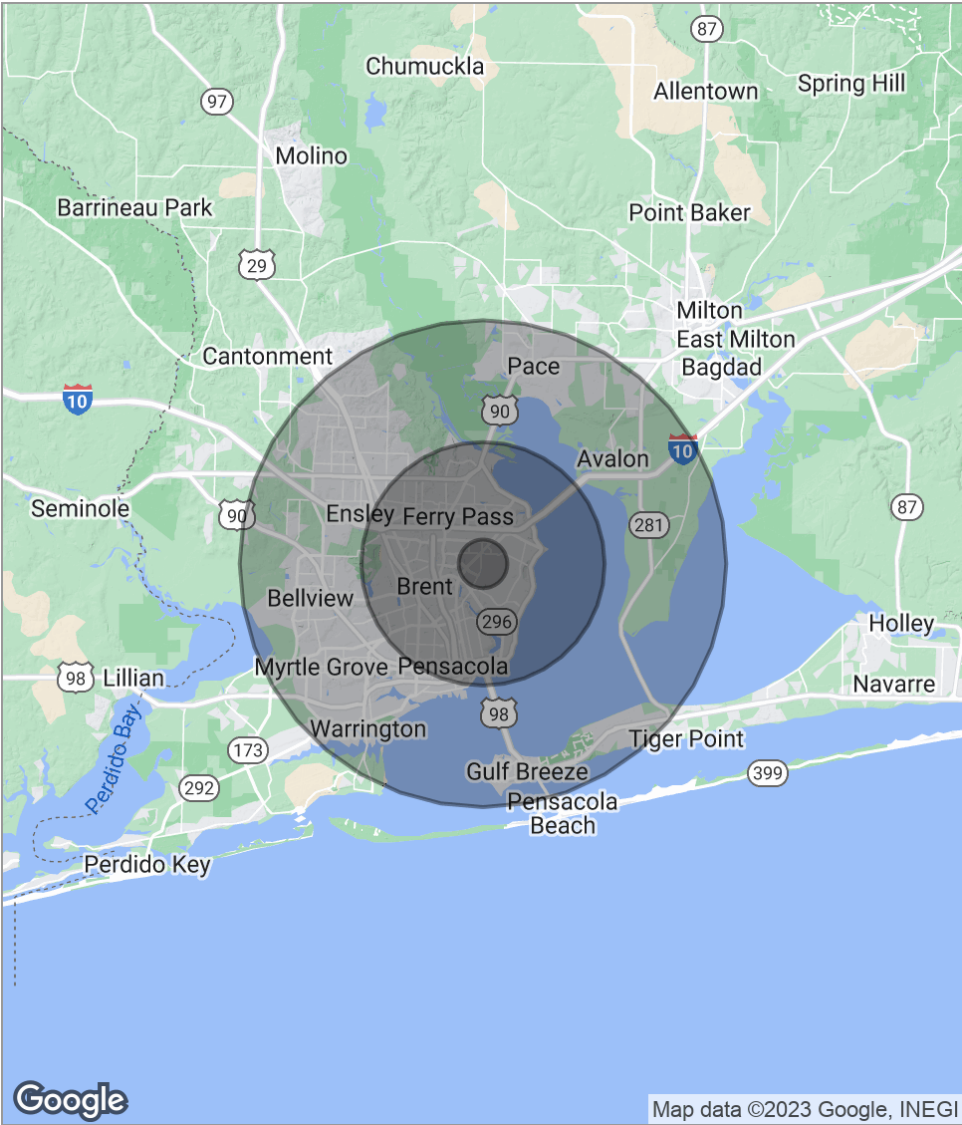 87
Chumuckla
Spring Hill
Allentown
97
Molino
Barrineau Park
Point Baker
29
Milton
East Milton
Cantonment
Pace
Bagdad
10
90
Avalon
10
Seminole
90
Ensley
Ferry Pass
87
281
Brent
Bellview
296
Holley
Myrtle Grove
Pensacola
98
Lillian
Navarre
98
Warrington
Tiger Point
173
Perdido Bay
Gulf Breeze
399
292
Pensacola
Beach
Perdido Key
Google
Map data ©2023 Google, INEGI